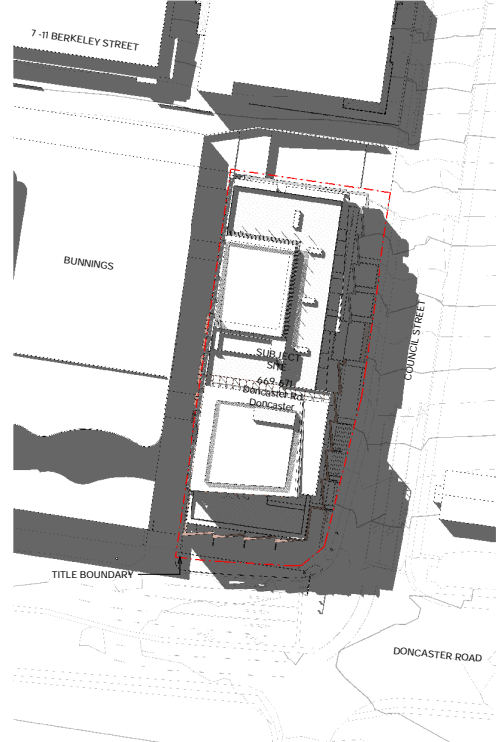 7-11 BERKELEY STREET
BUNNINGS
COUNCIL STREET
SUBJECT
SITE
669-671
Doncaster Rd
Doncaster
TITLE BOUNDARY
DONCASTER ROAD